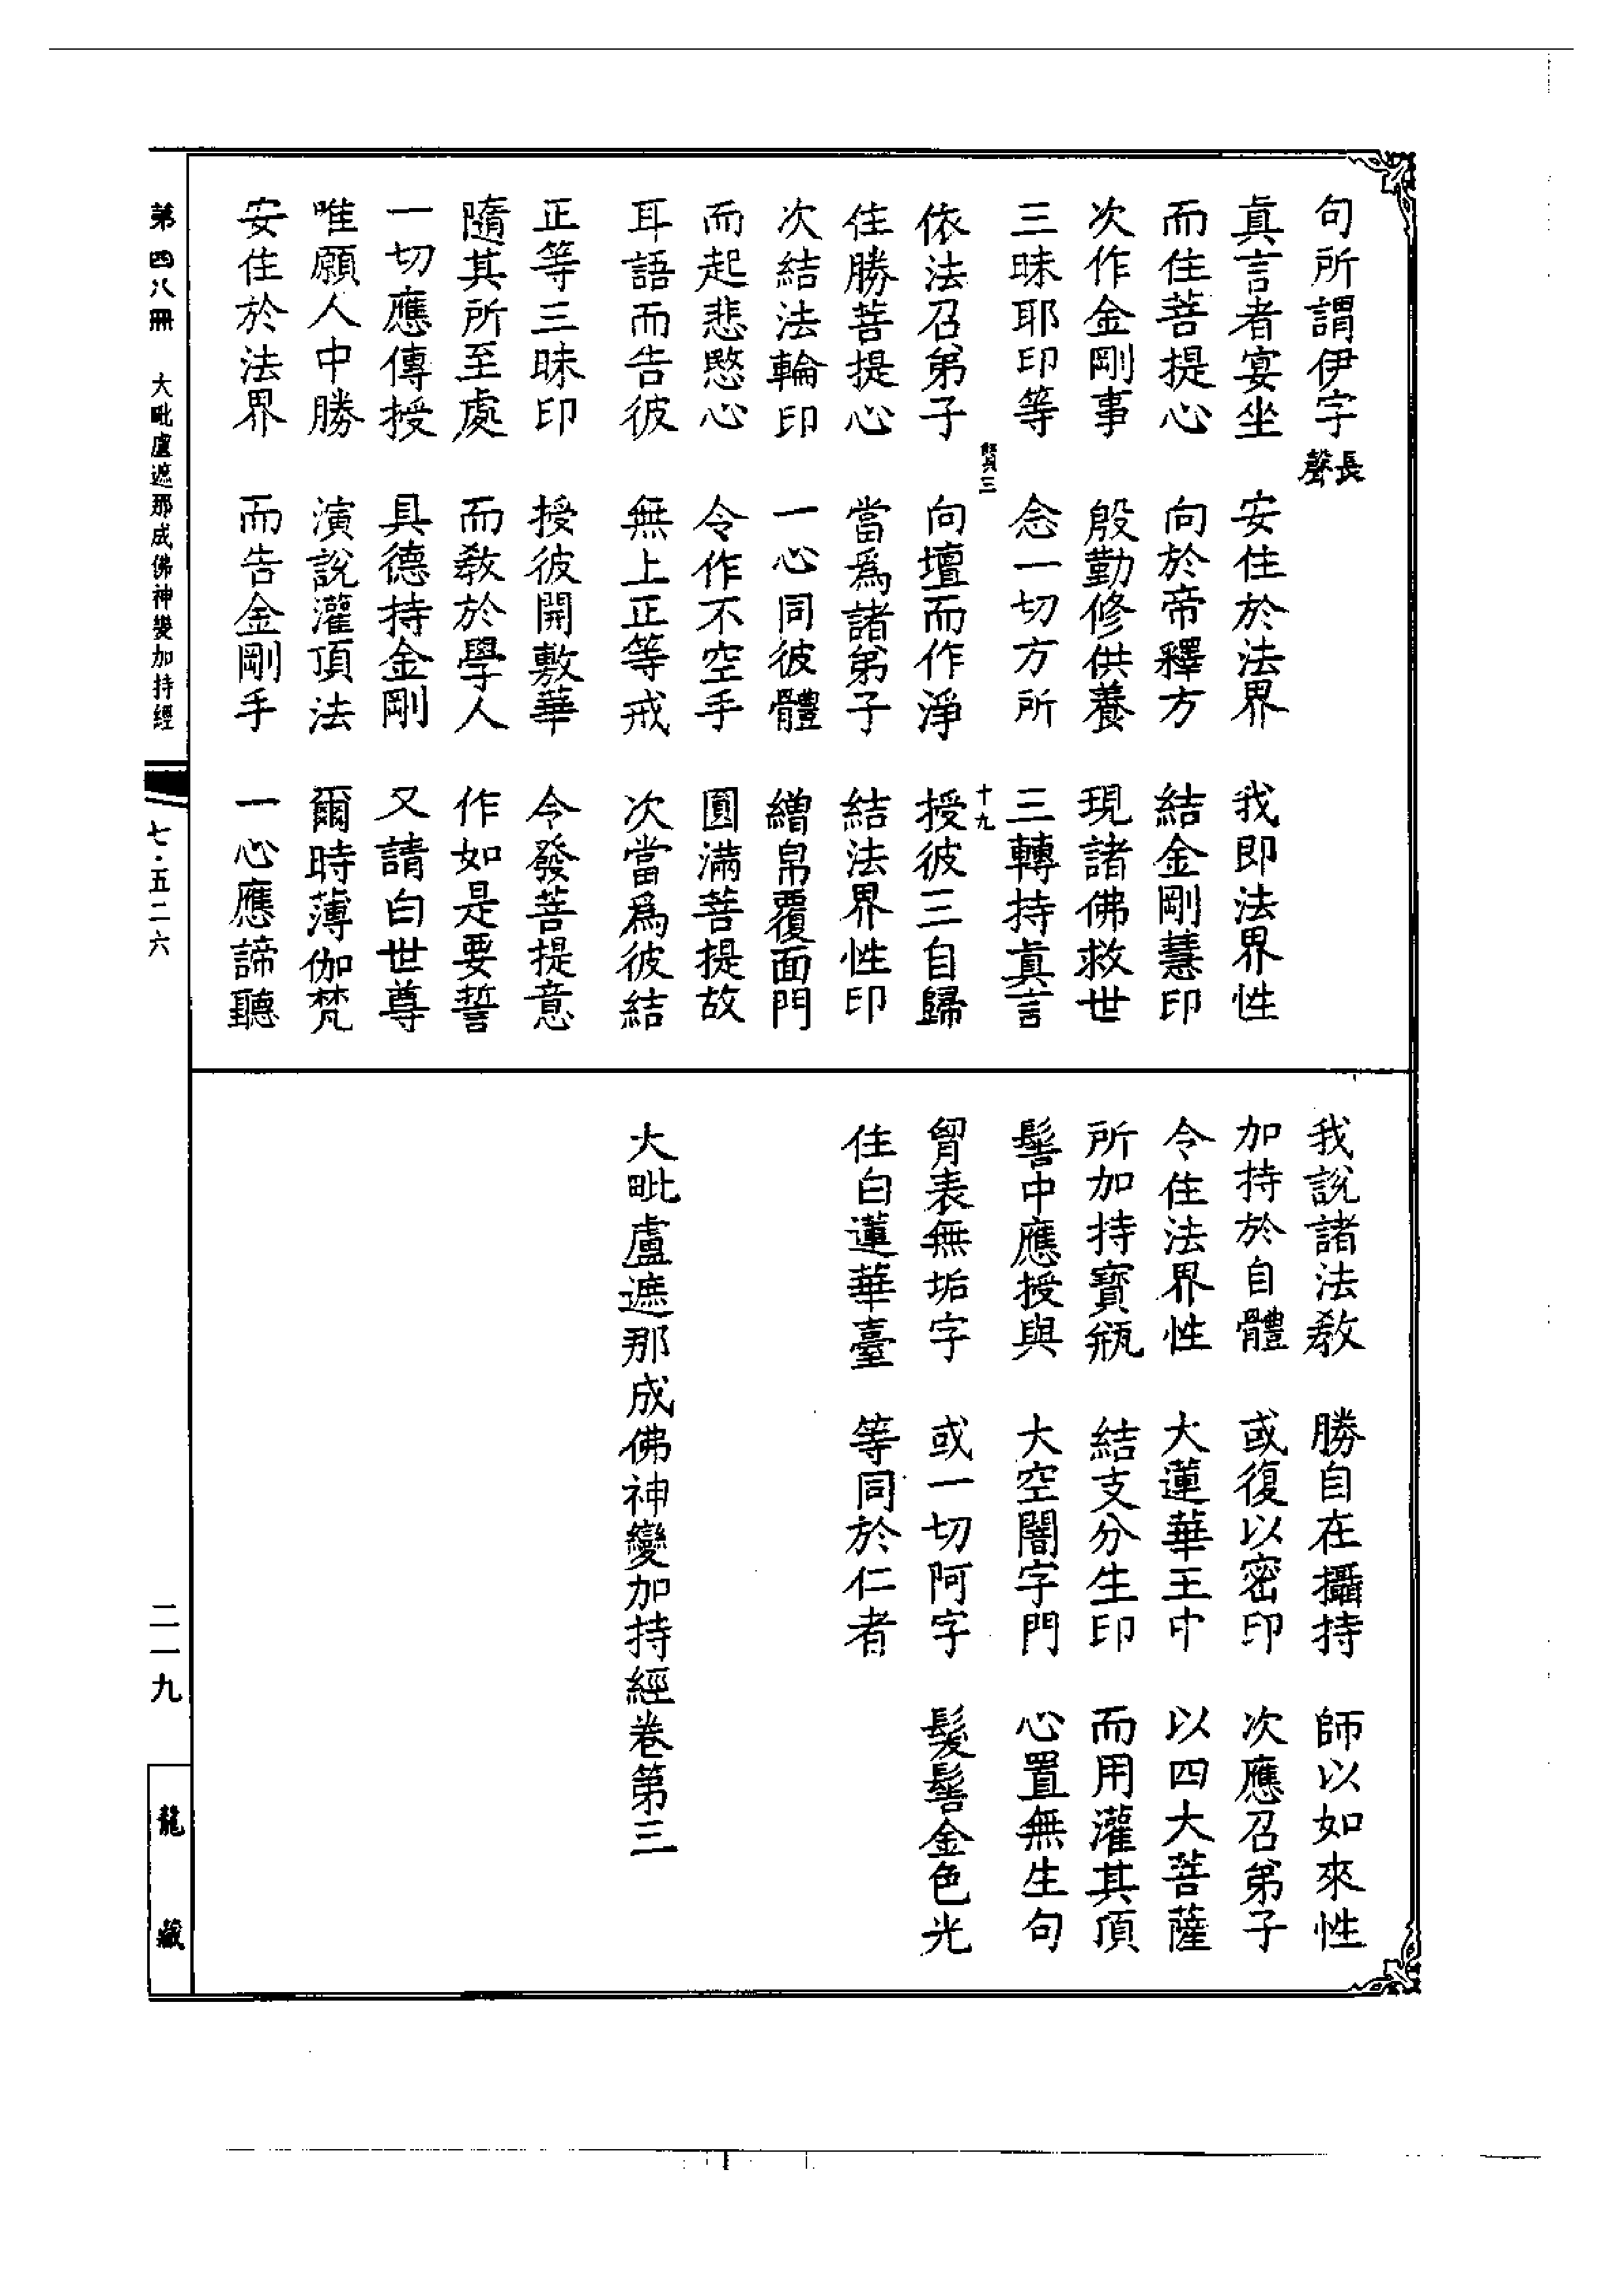 句所謂伊字長聲
真言者宴坐　安住於法界　我即法界性
而住菩提心　向於帝釋方　結金剛慧印
次作金剛事　殷勤修供養　現諸佛救世
三昧耶印等　念一切方所　三轉持真言
賢三　十九
依法召弟子　向壇而作淨　授彼三自歸
住勝菩提心　當爲諸弟子　結法界性印
次結法輪印　一心同彼體　繒帛覆面門
而起悲愍心　令作不空手　圓滿菩提故
耳語而告彼　無上正等戒　次當爲彼結
正等三昧印　授彼開敷華　令發菩提意
隨其所至處　而教於學人　作如是要誓
一切應傳授　具德持金剛　又請白世尊
唯願人中勝　演說灌頂法　爾時薄伽梵
安住於法界　而告金剛手　一心應諦聽
我說諸法教　勝自在攝持　師以如來性
加持於自體　或復以密印　次應召弟子
令住法界性　大蓮華王中　以四大菩薩
所加持寶瓶　結支分生印　而用灌其頂
髻中應授與　大空闇字門　心置無生句
胷表無垢字　或一切阿字　髮髻金色光
住白蓮華臺　等同於仁者
大毗盧遮那成佛神變加持經卷第三
第四八冊　大毗盧遮那成佛神變加持經　七·五二六
二一九
龍藏